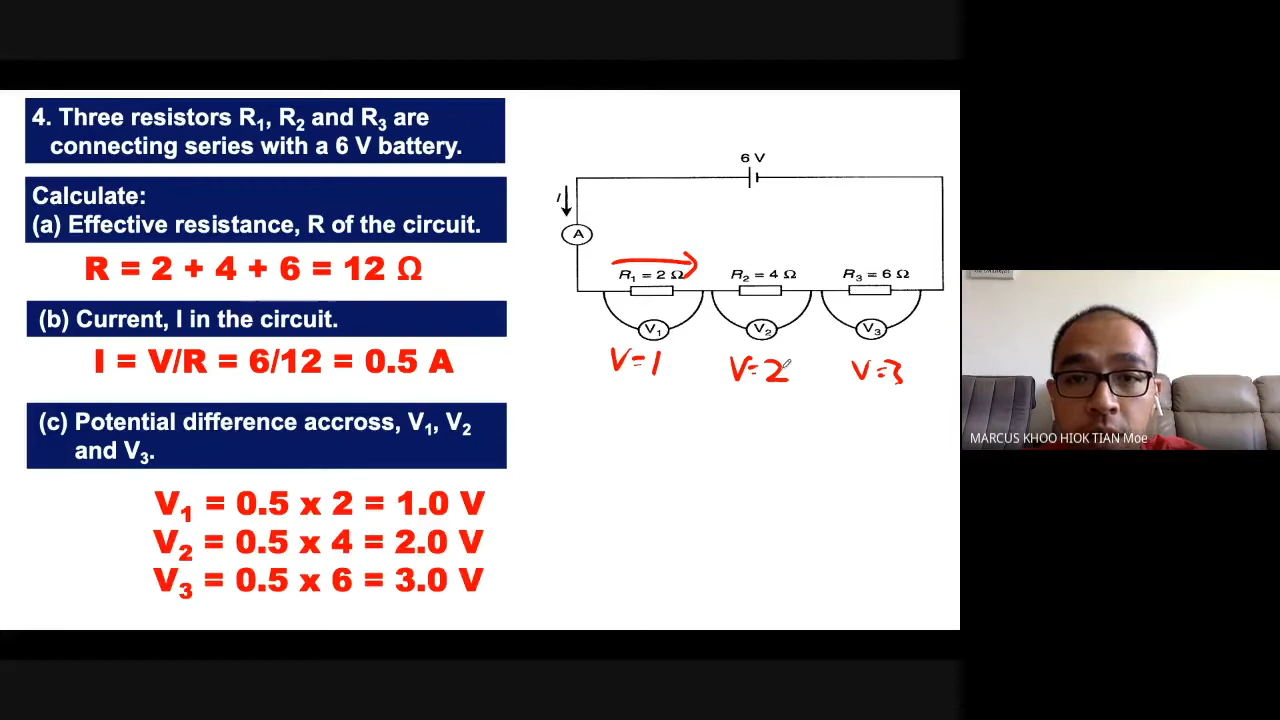 4. Three resistors R₁, R₂ and R₃ are
connecting series with a 6 V battery.
Calculate:
(a) Effective resistance, R of the circuit.
R = 2 + 4 + 6 = 12 Ω
(b) Current, I in the circuit.
I = V/R = 6/12 = 0.5 A
(c) Potential difference accross, V₁, V₂
and V₃.
V₁ = 0.5 x 2 = 1.0 V
V₂ = 0.5 x 4 = 2.0 V
V₃ = 0.5 x 6 = 3.0 V
6 V
I
A
R₁ = 2 Ω R₂ = 4 Ω R₃ = 6 Ω
V₁ V₂ V₃
V=1 V=2 V=3
MARCUS KHOO HIOK TIAN Moe